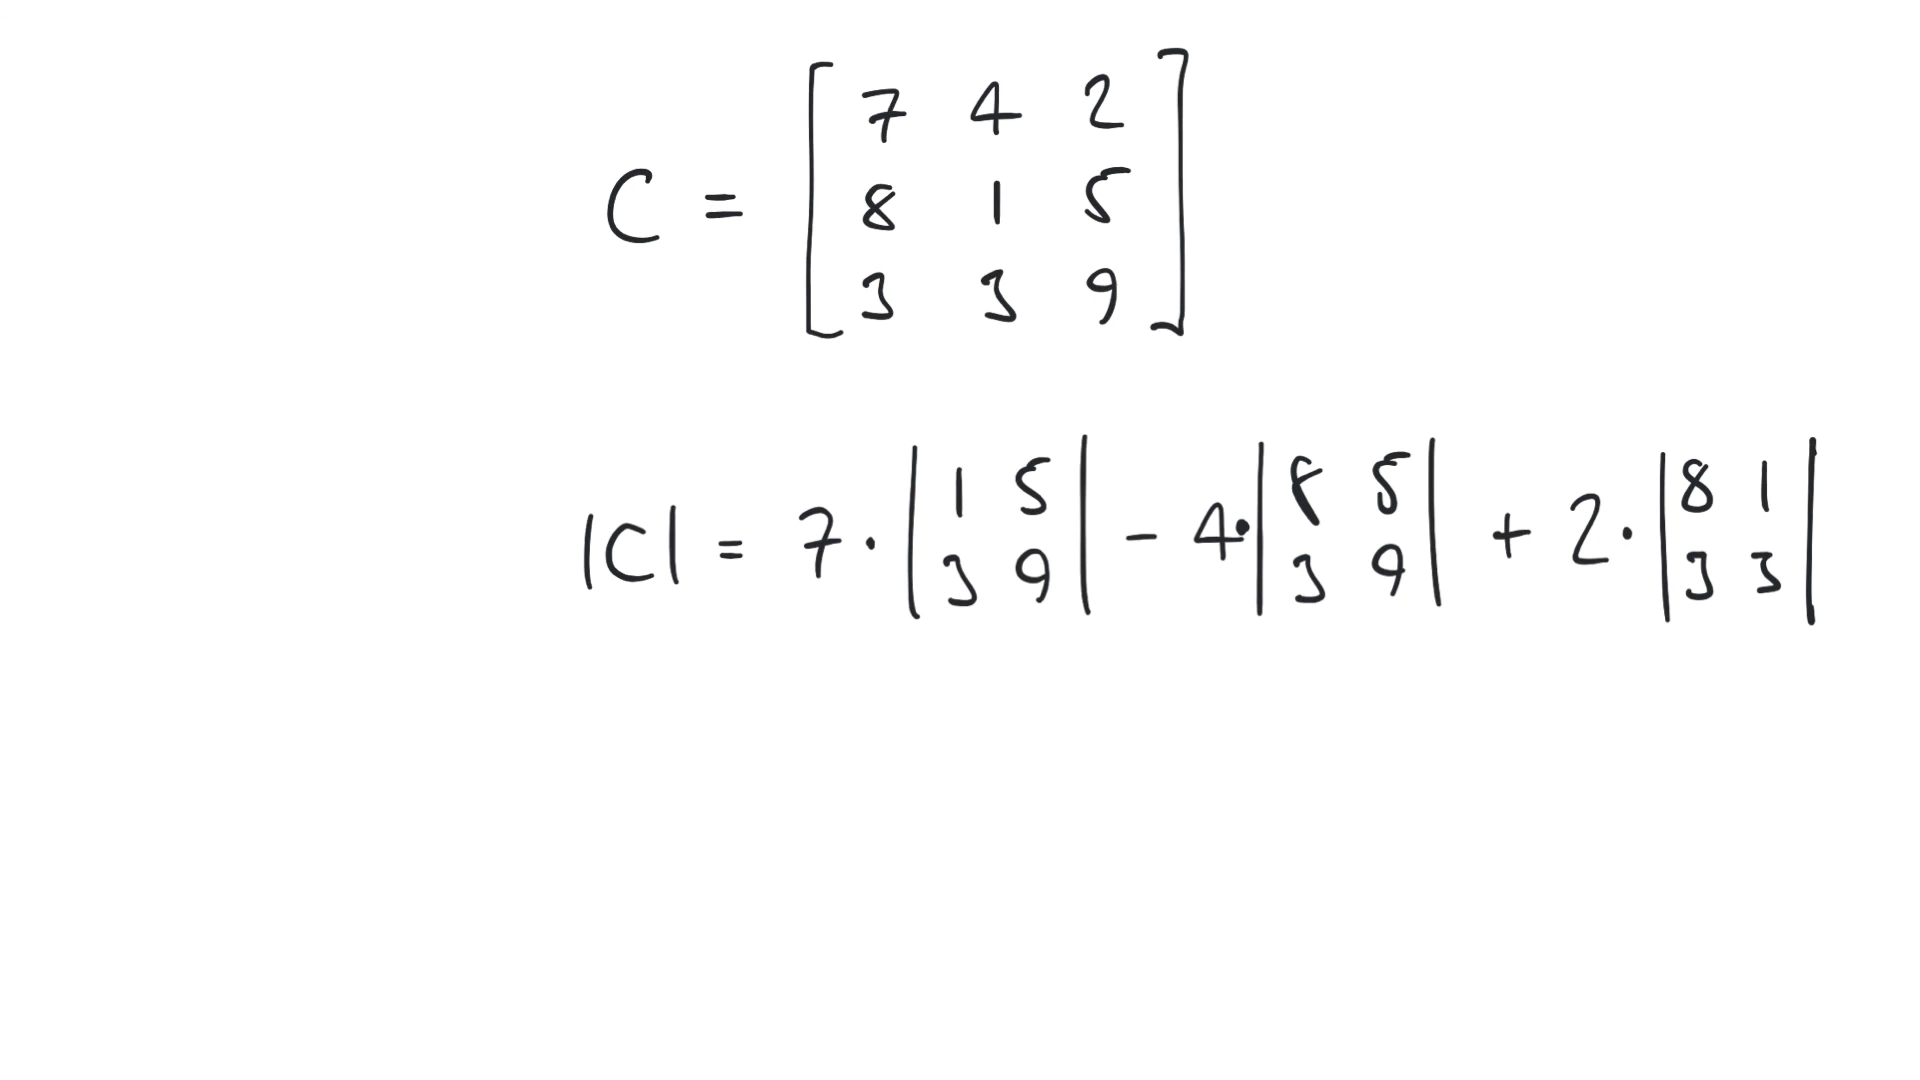 C = [ 7 4 2
8 1 5
3 3 9 ]
|C| = 7 · | 1 5 | - 4 · | 8 5 | + 2 · | 8 1 |
| 3 9 | | 3 9 | | 3 3 |